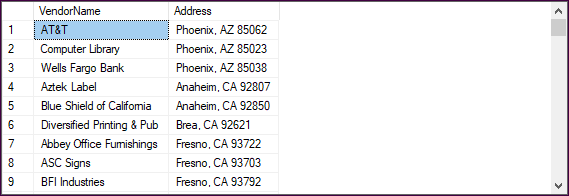 VendorName Address
1 AT&T Phoenix, AZ 85062
2 Computer Library Phoenix, AZ 85023
3 Wells Fargo Bank Phoenix, AZ 85038
4 Aztek Label Anaheim, CA 92807
5 Blue Shield of California Anaheim, CA 92850
6 Diversified Printing & Pub Brea, CA 92621
7 Abbey Office Furnishings Fresno, CA 93722
8 ASC Signs Fresno, CA 93703
9 BFI Industries Fresno, CA 93792